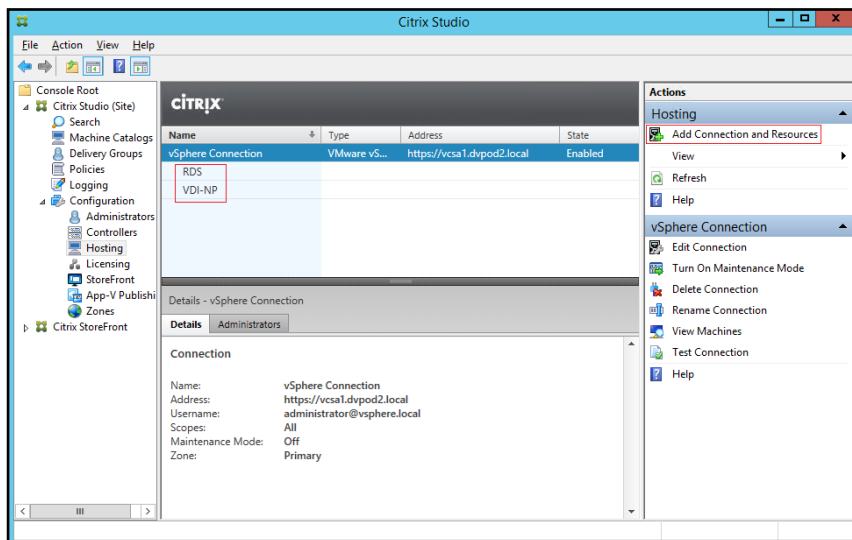 Citrix Studio
File Action View Help
Console Root
Citrix Studio (Site)
Search
Machine Catalogs
Delivery Groups
Policies
Logging
Configuration
Administrators
Controllers
Hosting
Licensing
StoreFront
App-V Publishi
Zones
Citrix StoreFront
CITRIX
Name Type Address State
vSphere Connection VMware vS... https://vcsa1.dvpod2.local Enabled
RDS
VDI-NP
Details - vSphere Connection
Details Administrators
Connection
Name: vSphere Connection
Address: https://vcsa1.dvpod2.local
Username: administrator@vsphere.local
Scopes: All
Maintenance Mode: Off
Zone: Primary
Actions
Hosting
Add Connection and Resources
View
Refresh
Help
vSphere Connection
Edit Connection
Turn On Maintenance Mode
Delete Connection
Rename Connection
View Machines
Test Connection
Help